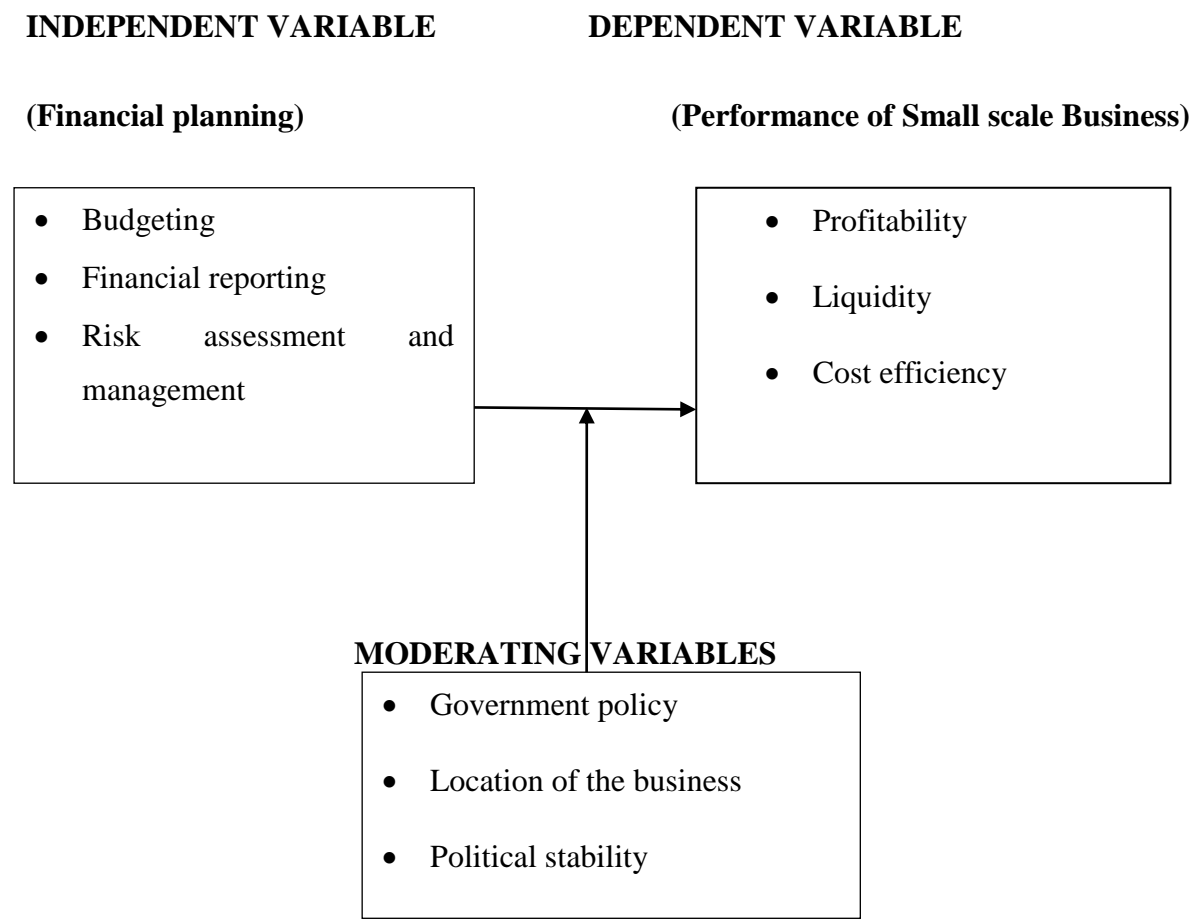 INDEPENDENT VARIABLE DEPENDENT VARIABLE
(Financial planning) (Performance of Small scale Business)
• Budgeting
• Financial reporting
• Risk assessment and
management
• Profitability
• Liquidity
• Cost efficiency
MODERATING VARIABLES
• Government policy
• Location of the business
• Political stability